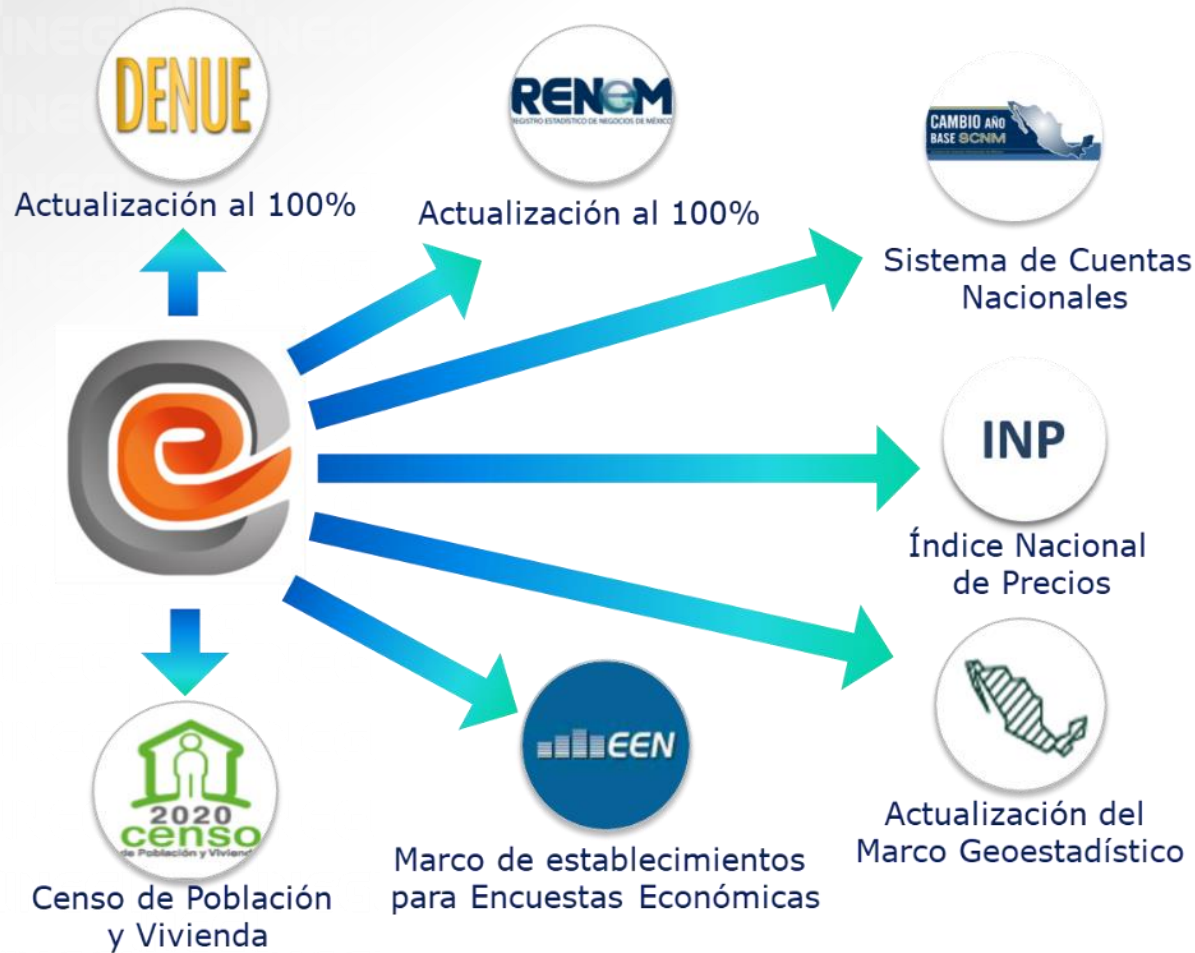 INEGI
DENUE
Actualización al 100%
RENEM
REGISTRO ESTADÍSTICO DE NEGOCIOS DE MÉXICO
Actualización al 100%
CAMBIO AÑO
BASE SCNM
Sistema de Cuentas
Nacionales
INP
Índice Nacional
de Precios
Actualización del
Marco Geoestadístico
EEN
Marco de establecimientos
para Encuestas Económicas
2020
censo
de Población y Vivienda
Censo de Población
y Vivienda